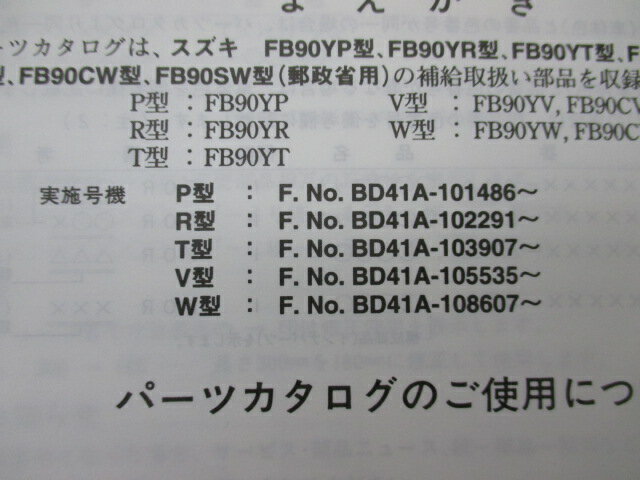 まえがき
ーツカタログは、スズキ FB90YP型、FB90YR型、FB90YT型、F
型、FB90CW型、FB90SW型(郵政省用)の補給取扱い部品を収録
P型 : FB90YP V型 : FB90YV, FB90CV
R型 : FB90YR W型 : FB90YW, FB90C
T型 : FB90YT
実施号機 P型 : F. No. BD41A-101486～
R型 : F. No. BD41A-102291～
T型 : F. No. BD41A-103907～
V型 : F. No. BD41A-105535～
W型 : F. No. BD41A-108607～
パーツカタログのご使用につ